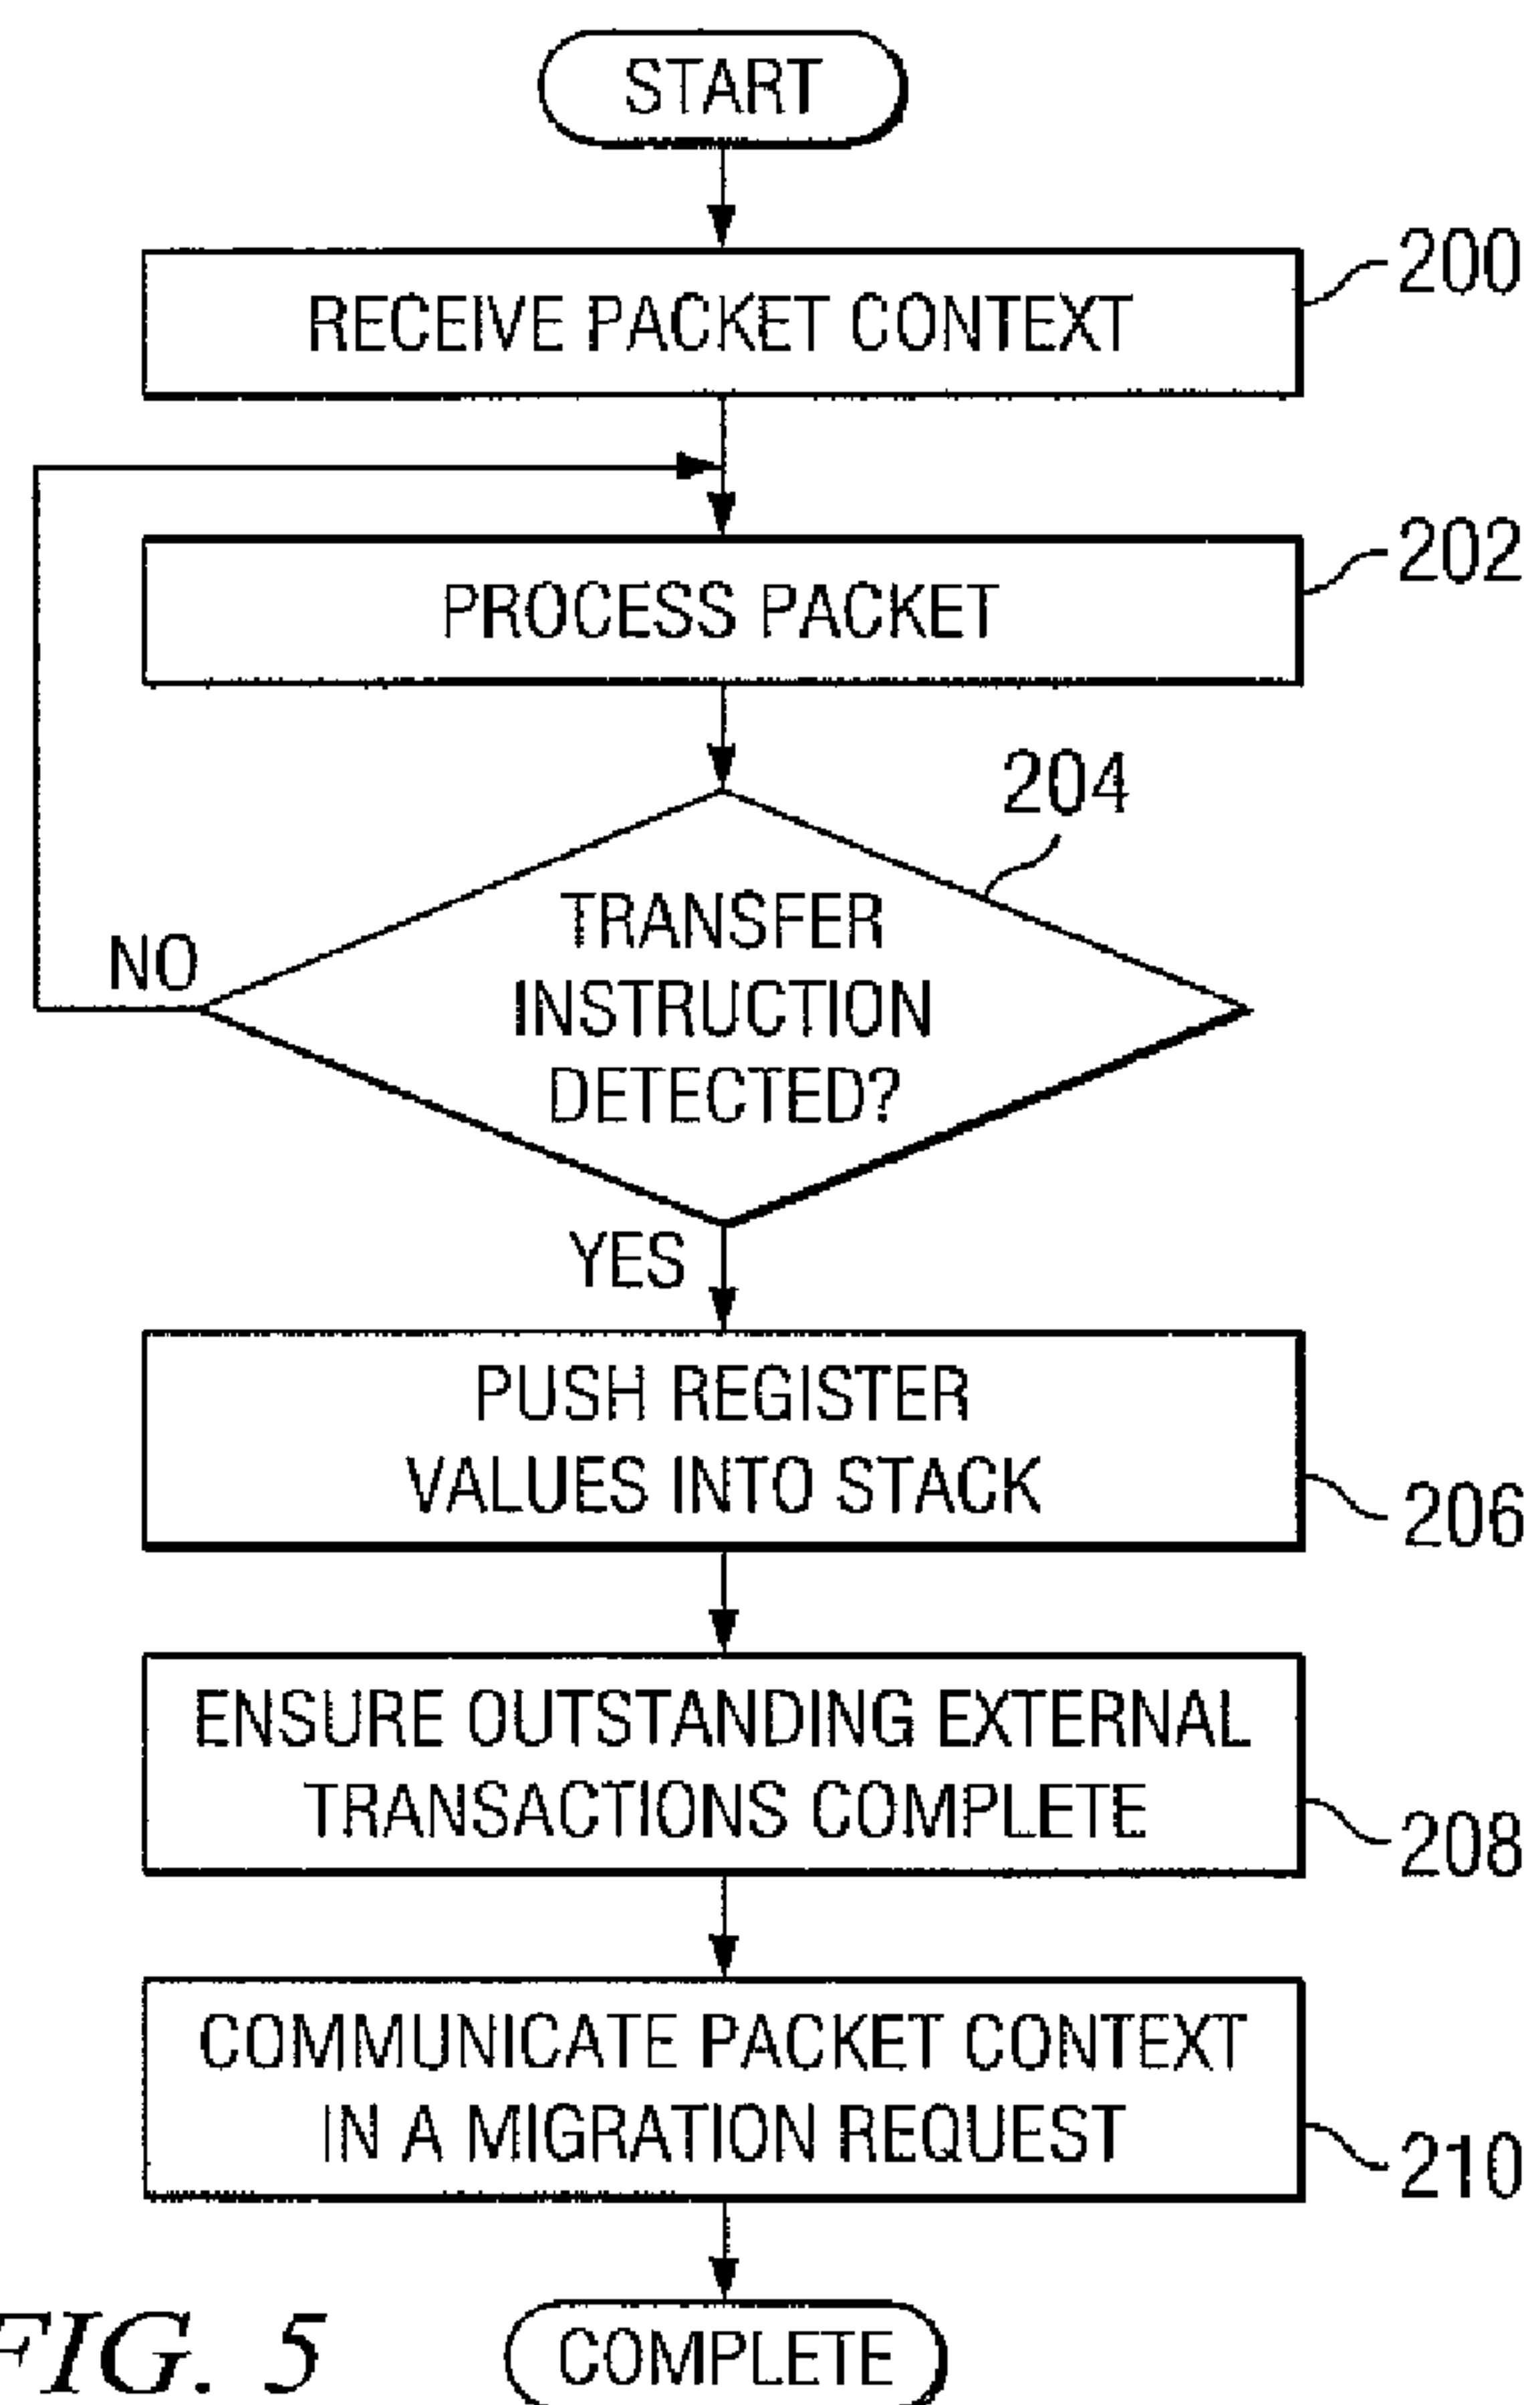 START
RECEIVE PACKET CONTEXT
200
PROCESS PACKET
202
204
TRANSFER
INSTRUCTION
DETECTED?
NO
YES
PUSH REGISTER
VALUES INTO STACK
206
ENSURE OUTSTANDING EXTERNAL
TRANSACTIONS COMPLETE
208
COMMUNICATE PACKET CONTEXT
IN A MIGRATION REQUEST
210
COMPLETE
FIG. 5